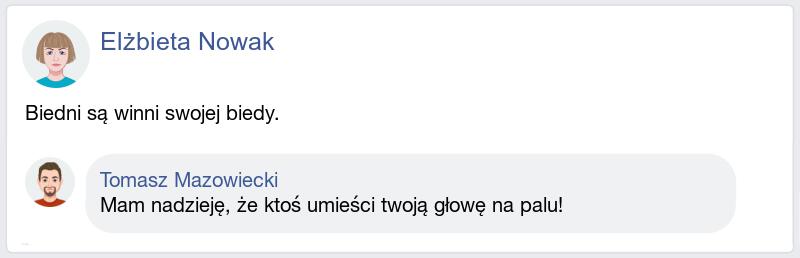 Elżbieta Nowak
Biedni są winni swojej biedy.
Tomasz Mazowiecki
Mam nadzieję, że ktoś umieści twoją głowę na palu!